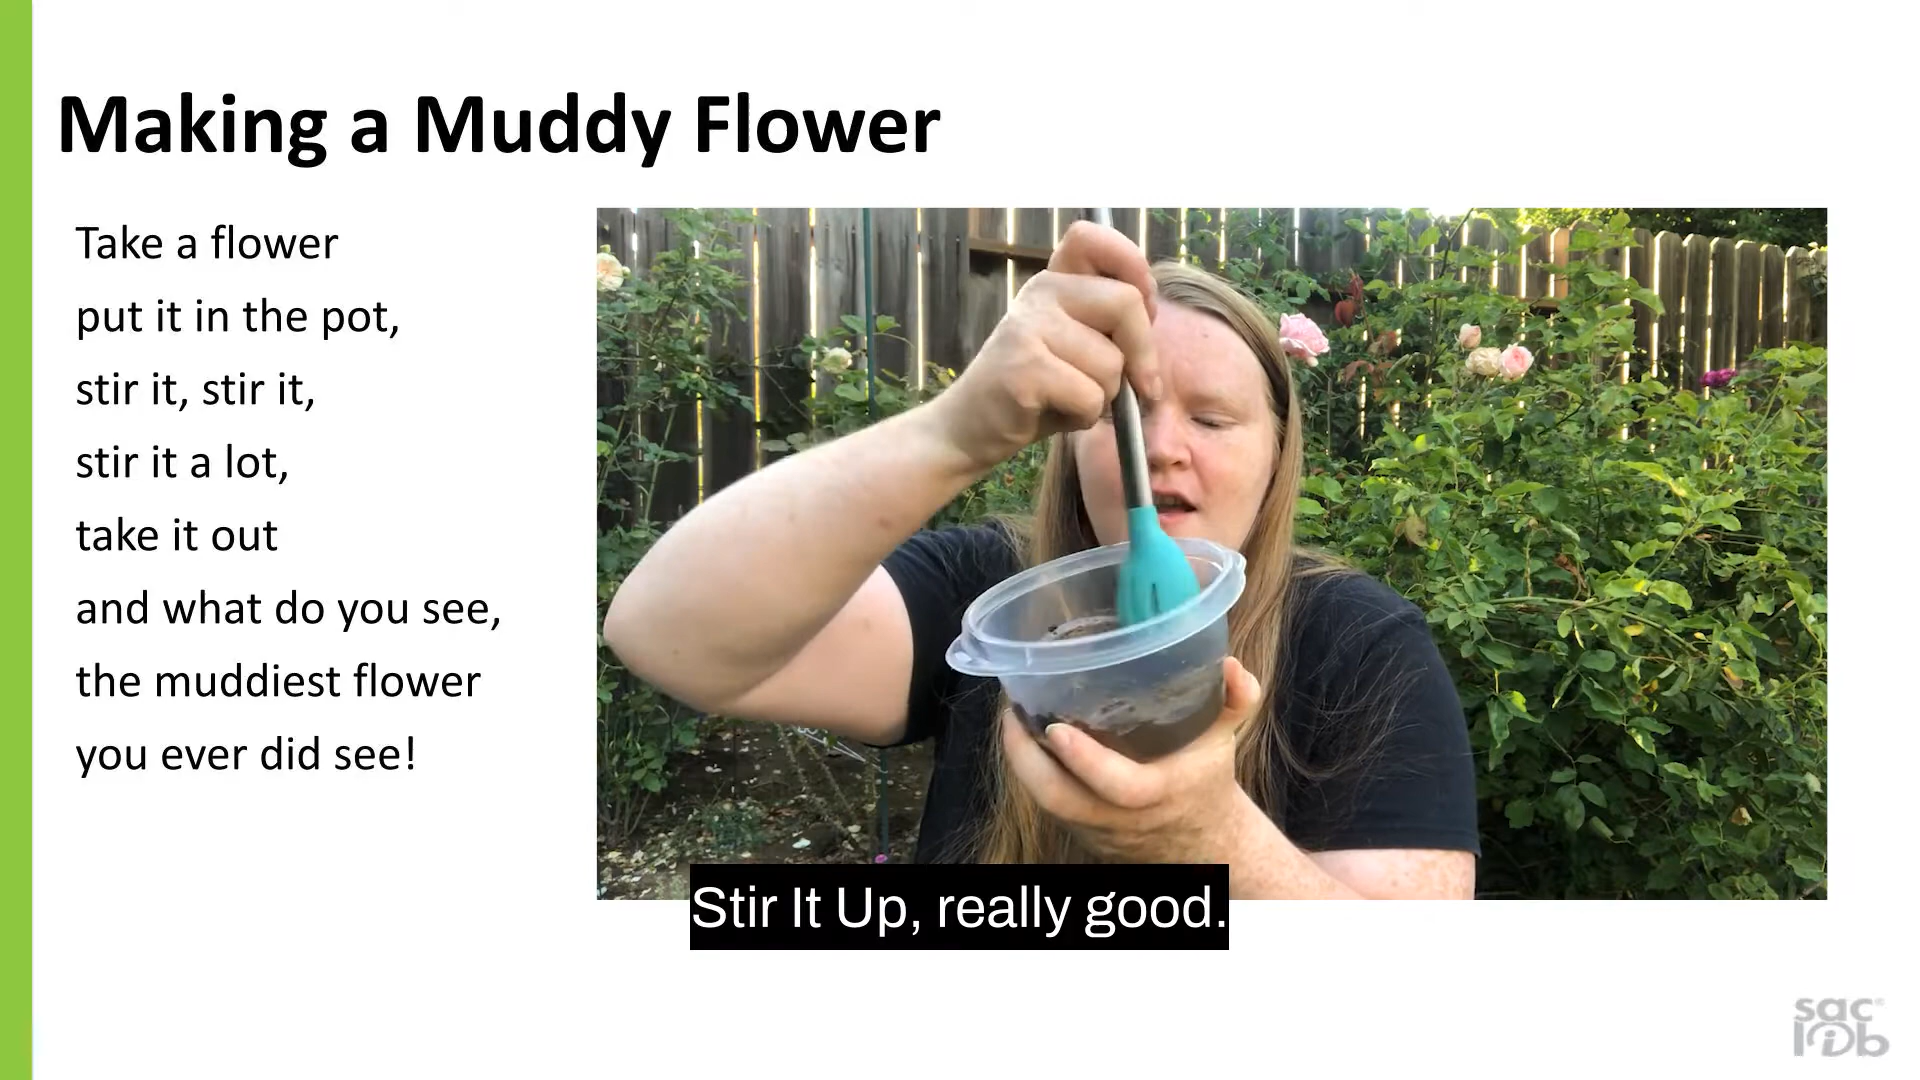 Making a Muddy Flower
Take a flower
put it in the pot,
stir it, stir it,
stir it a lot,
take it out
and what do you see,
the muddiest flower
you ever did see!
Stir It Up, really good.
sac®
lib